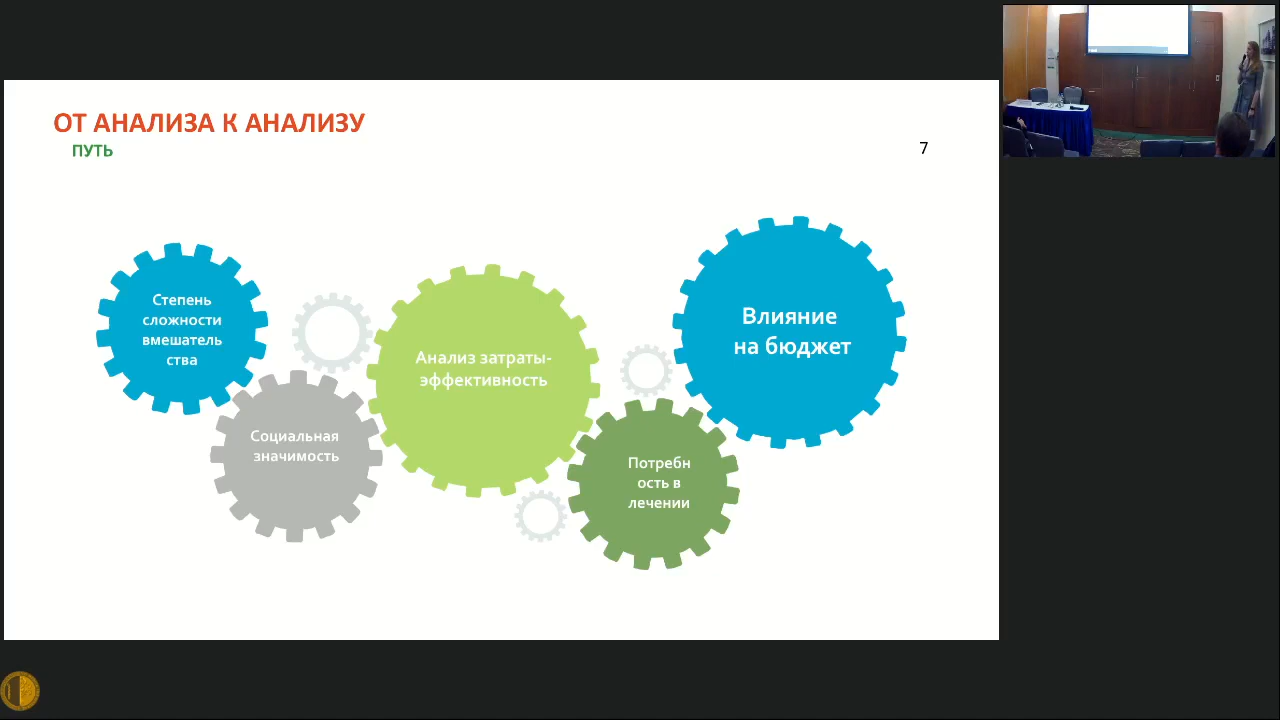 ОТ АНАЛИЗА К АНАЛИЗУ
ПУТЬ
7
Степень
сложности
вмешатель
ства
Социальная
значимость
Анализ затраты-
эффективность
Потребн
ость в
лечении
Влияние
на бюджет